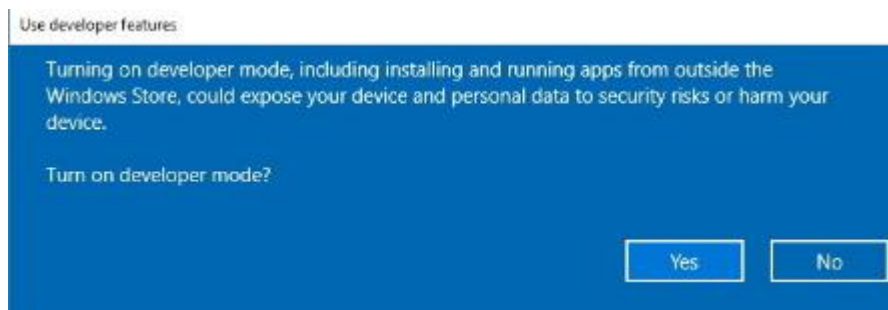 Use developer features
Turning on developer mode, including installing and running apps from outside the
Windows Store, could expose your device and personal data to security risks or harm your
device.
Turn on developer mode?
Yes No